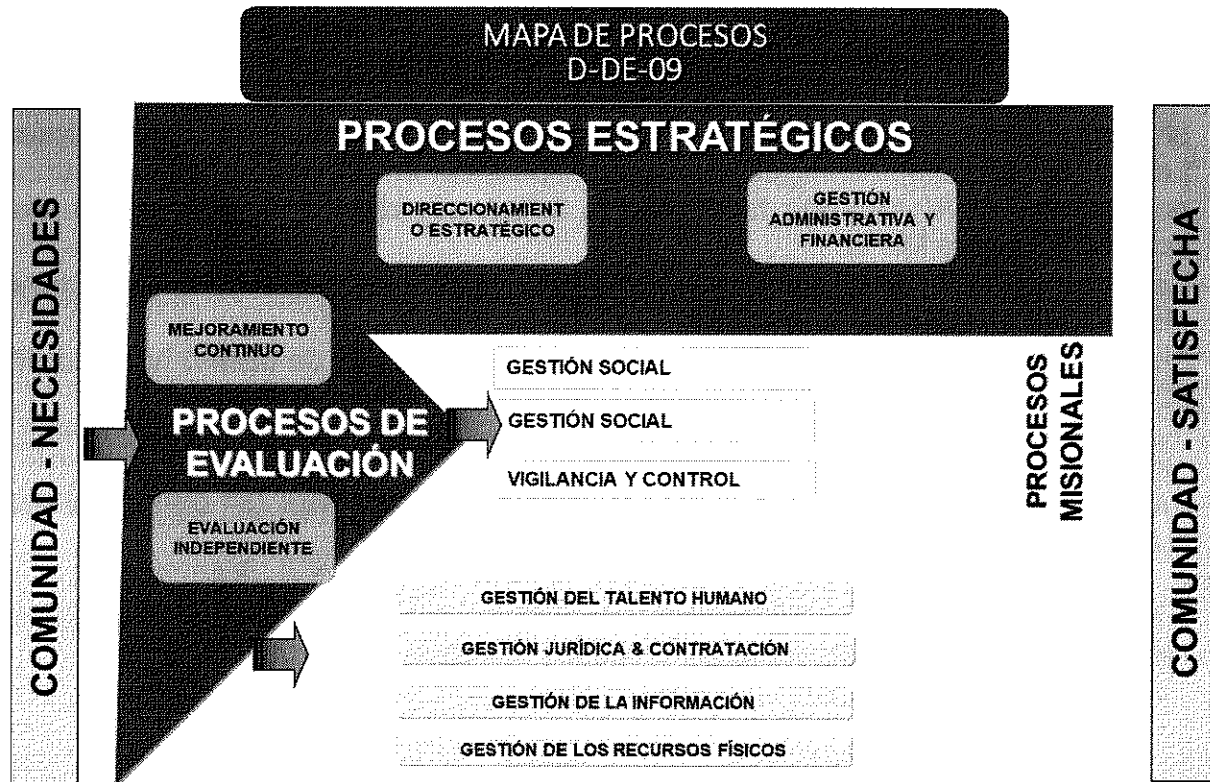 MAPA DE PROCESOS
D-DE-09
COMUNIDAD - NECESIDADES
PROCESOS ESTRATÉGICOS
DIRECCIONAMIENT
O ESTRATÉGICO
GESTIÓN
ADMINISTRATIVA Y
FINANCIERA
MEJORAMIENTO
CONTINUO
PROCESOS DE
EVALUACIÓN
EVALUACIÓN
INDEPENDIENTE
GESTIÓN SOCIAL
GESTIÓN SOCIAL
VIGILANCIA Y CONTROL
PROCESOS
MISIONALES
GESTIÓN DEL TALENTO HUMANO
GESTIÓN JURÍDICA & CONTRATACIÓN
GESTIÓN DE LA INFORMACIÓN
GESTIÓN DE LOS RECURSOS FÍSICOS
COMUNIDAD - SATISFECHA